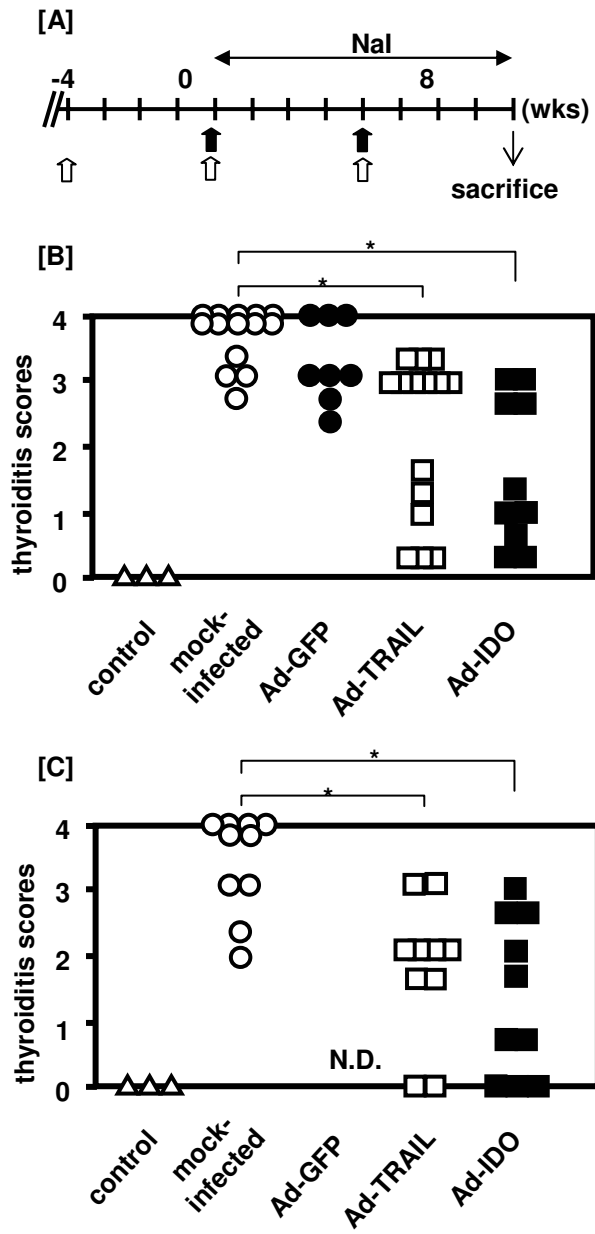 [A]
NaI
-4 0 8
(wks)
sacrifice
[B]
*
*
thyroiditis scores
4
3
2
1
0
control
mock-
infected
Ad-GFP
Ad-TRAIL
Ad-IDO
[C]
*
*
thyroiditis scores
4
3
2
1
0
N.D.
control
mock-
infected
Ad-GFP
Ad-TRAIL
Ad-IDO